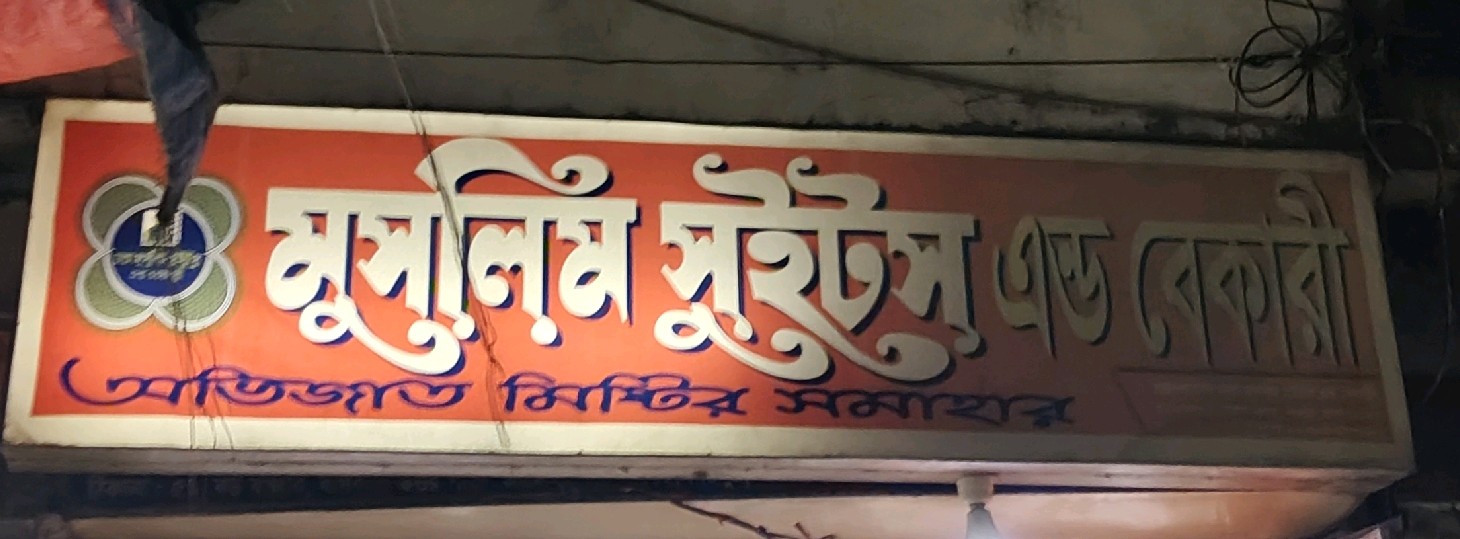 মুসলিম সুইটস এন্ড বেকারী
অভিজাত মিষ্টির সমাহার